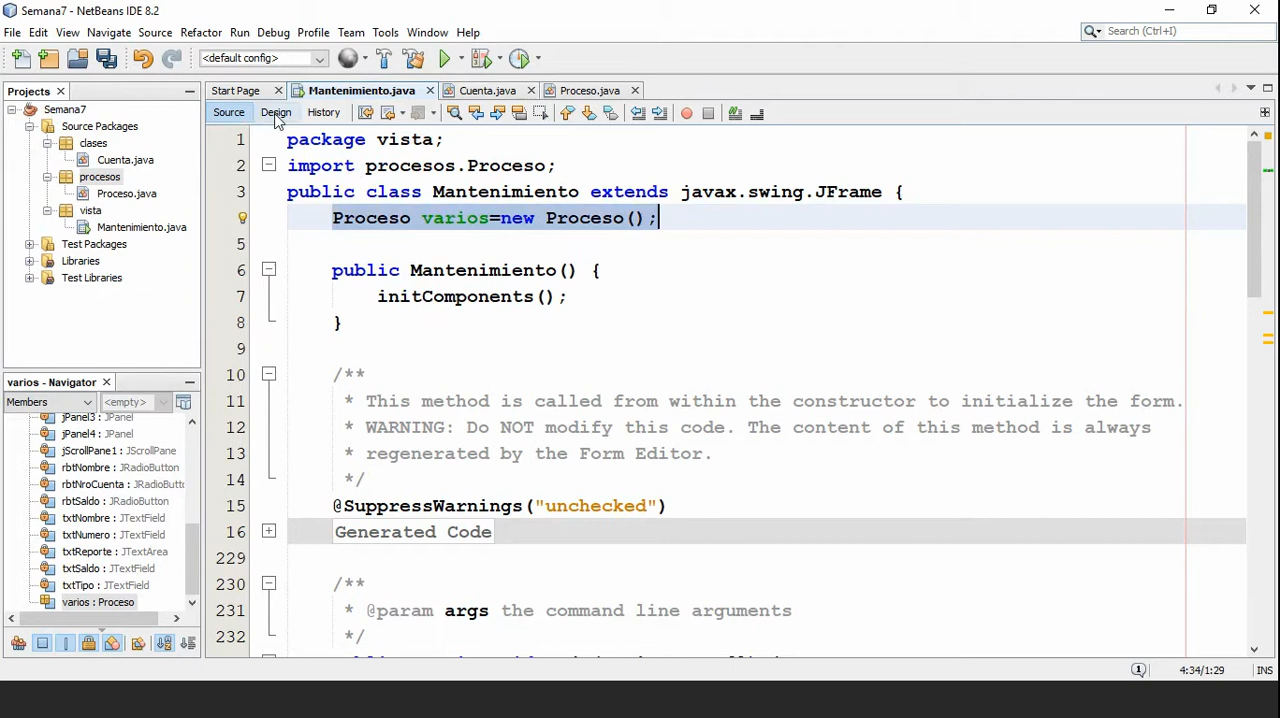 Semana7 - NetBeans IDE 8.2
File Edit View Navigate Source Refactor Run Debug Profile Team Tools Window Help
Search (Ctrl+I)
<default config>
Projects
Start Page
Mantenimiento.java
Cuenta.java
Proceso.java
Source
Design
History
Semana7
Source Packages
clases
Cuenta.java
procesos
Proceso.java
vista
Mantenimiento.java
Test Packages
Libraries
Test Libraries
varios - Navigator
Members
<empty>
jPanel3 : JPanel
jPanel4 : JPanel
jScrollPane1 : JScrollPane
rbtNombre : JRadioButton
rbtNroCuenta : JRadioButt
rbtSaldo : JRadioButton
txtNombre : JTextField
txtNumero : JTextField
txtReporte : JTextArea
txtSaldo : JTextField
txtTipo : JTextField
varios : Proceso
1 package vista;
2 import procesos.Proceso;
3 public class Mantenimiento extends javax.swing.JFrame {
Proceso varios=new Proceso();
5
6 public Mantenimiento() {
7 initComponents();
8 }
9
10 /**
11 * This method is called from within the constructor to initialize the form.
12 * WARNING: Do NOT modify this code. The content of this method is always
13 * regenerated by the Form Editor.
14 */
15 @SuppressWarnings("unchecked")
16 Generated Code
229
230 /**
231 * @param args the command line arguments
232 */
4:34/1:29
INS